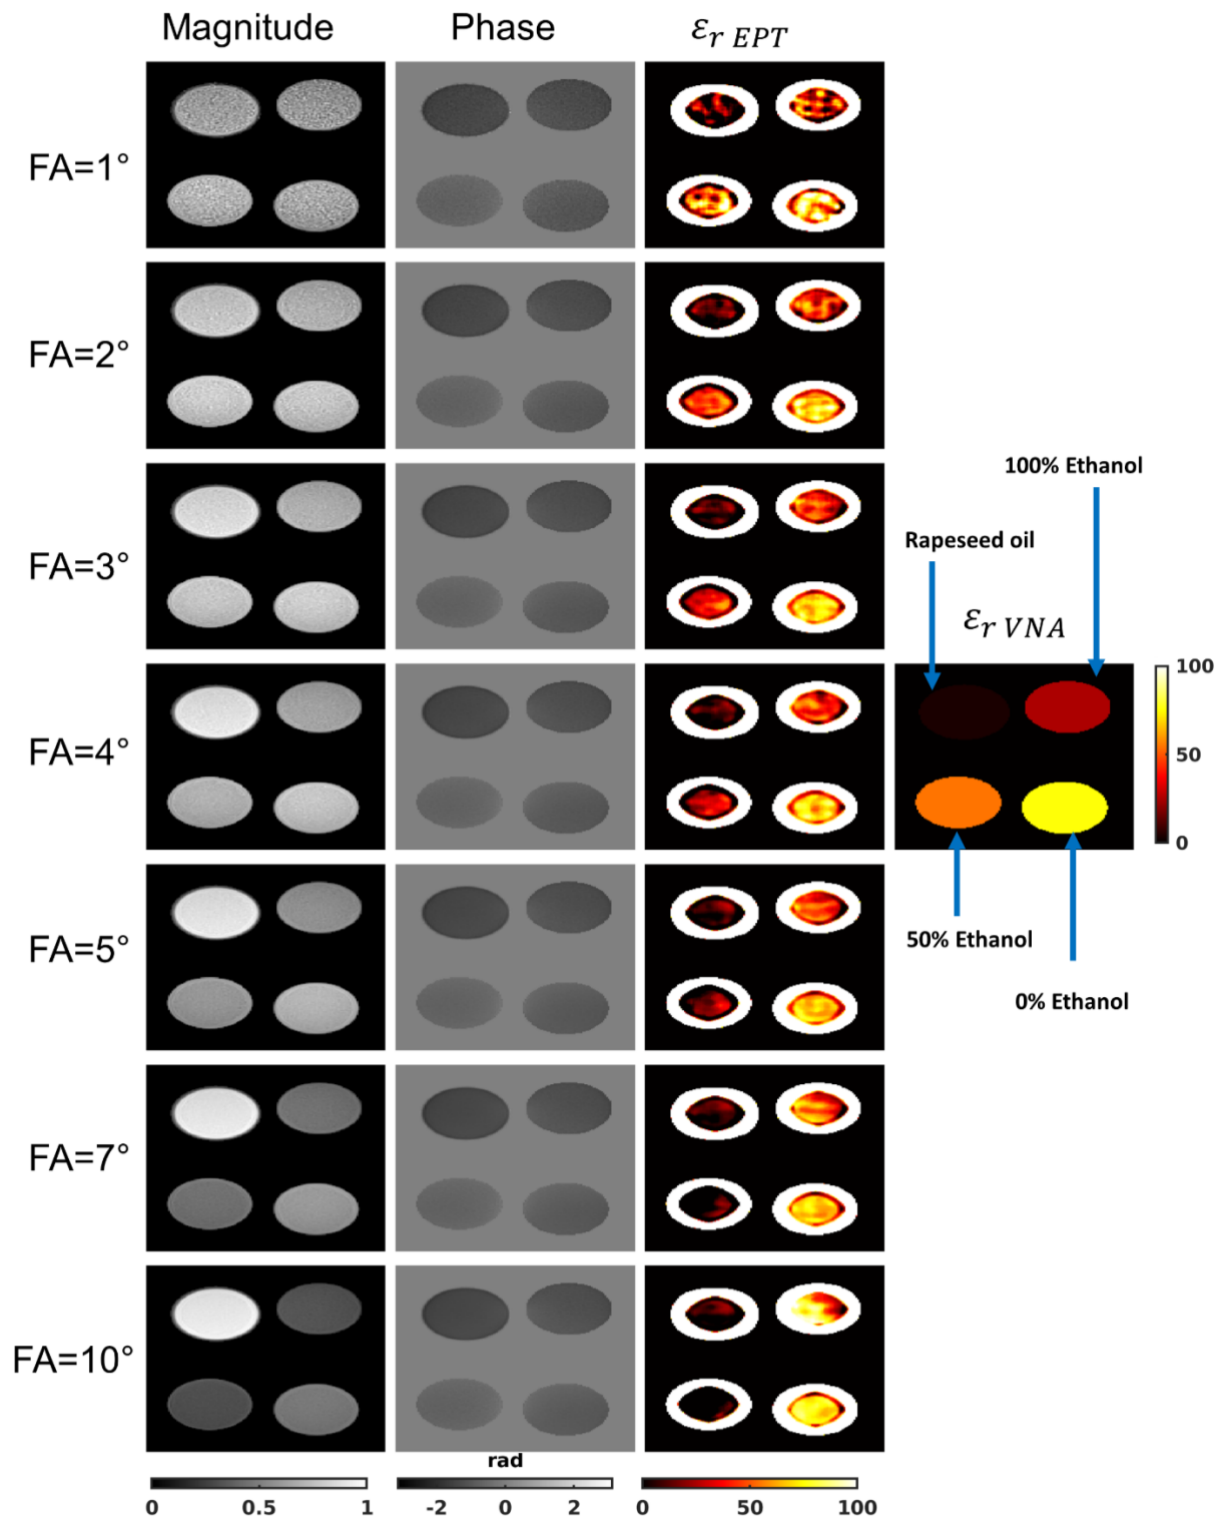 Magnitude Phase εr EPT
FA=1°
FA=2°
100% Ethanol
FA=3°
Rapeseed oil
εr VNA
100
FA=4°
50
0
FA=5°
50% Ethanol
0% Ethanol
FA=7°
FA=10°
rad
0 0.5 1 -2 0 2 0 50 100